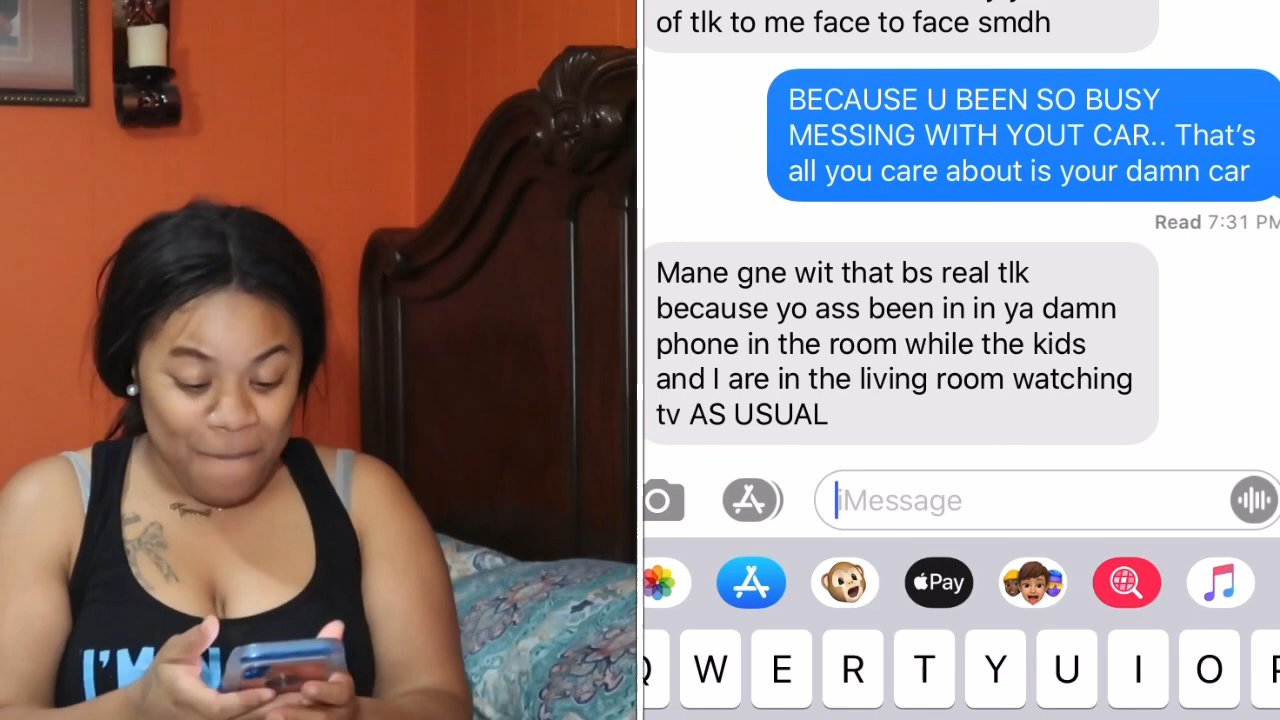 of tlk to me face to face smdh
BECAUSE U BEEN SO BUSY
MESSING WITH YOUT CAR.. That's
all you care about is your damn car
Read 7:31 PM
Mane gne wit that bs real tlk
because yo ass been in in ya damn
phone in the room while the kids
and I are in the living room watching
tv AS USUAL
iMessage
Pay
W E R T Y U I O
I'M